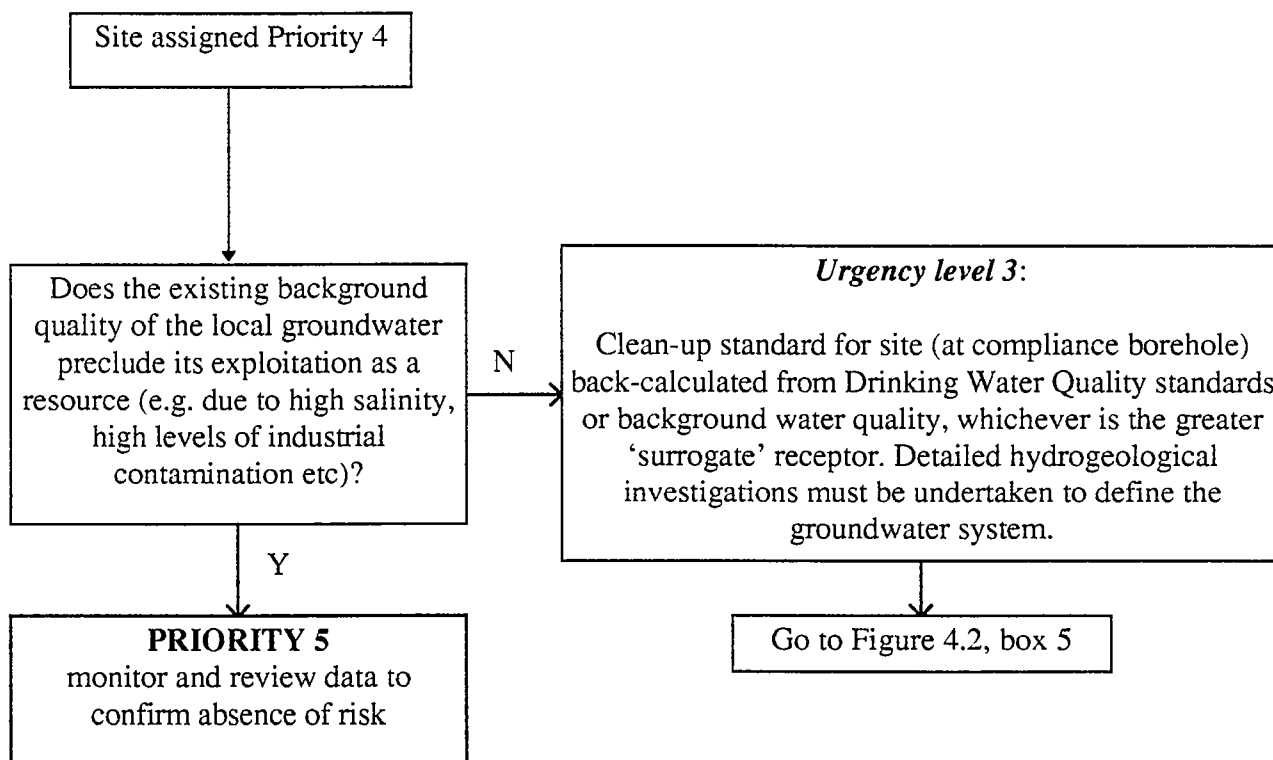 Site assigned Priority 4
Does the existing background
quality of the local groundwater
preclude its exploitation as a
resource (e.g. due to high salinity,
high levels of industrial
contamination etc)?
N
Urgency level 3:
Clean-up standard for site (at compliance borehole)
back-calculated from Drinking Water Quality standards
or background water quality, whichever is the greater
‘surrogate’ receptor. Detailed hydrogeological
investigations must be undertaken to define the
groundwater system.
Y
PRIORITY 5
monitor and review data to
confirm absence of risk
Go to Figure 4.2, box 5